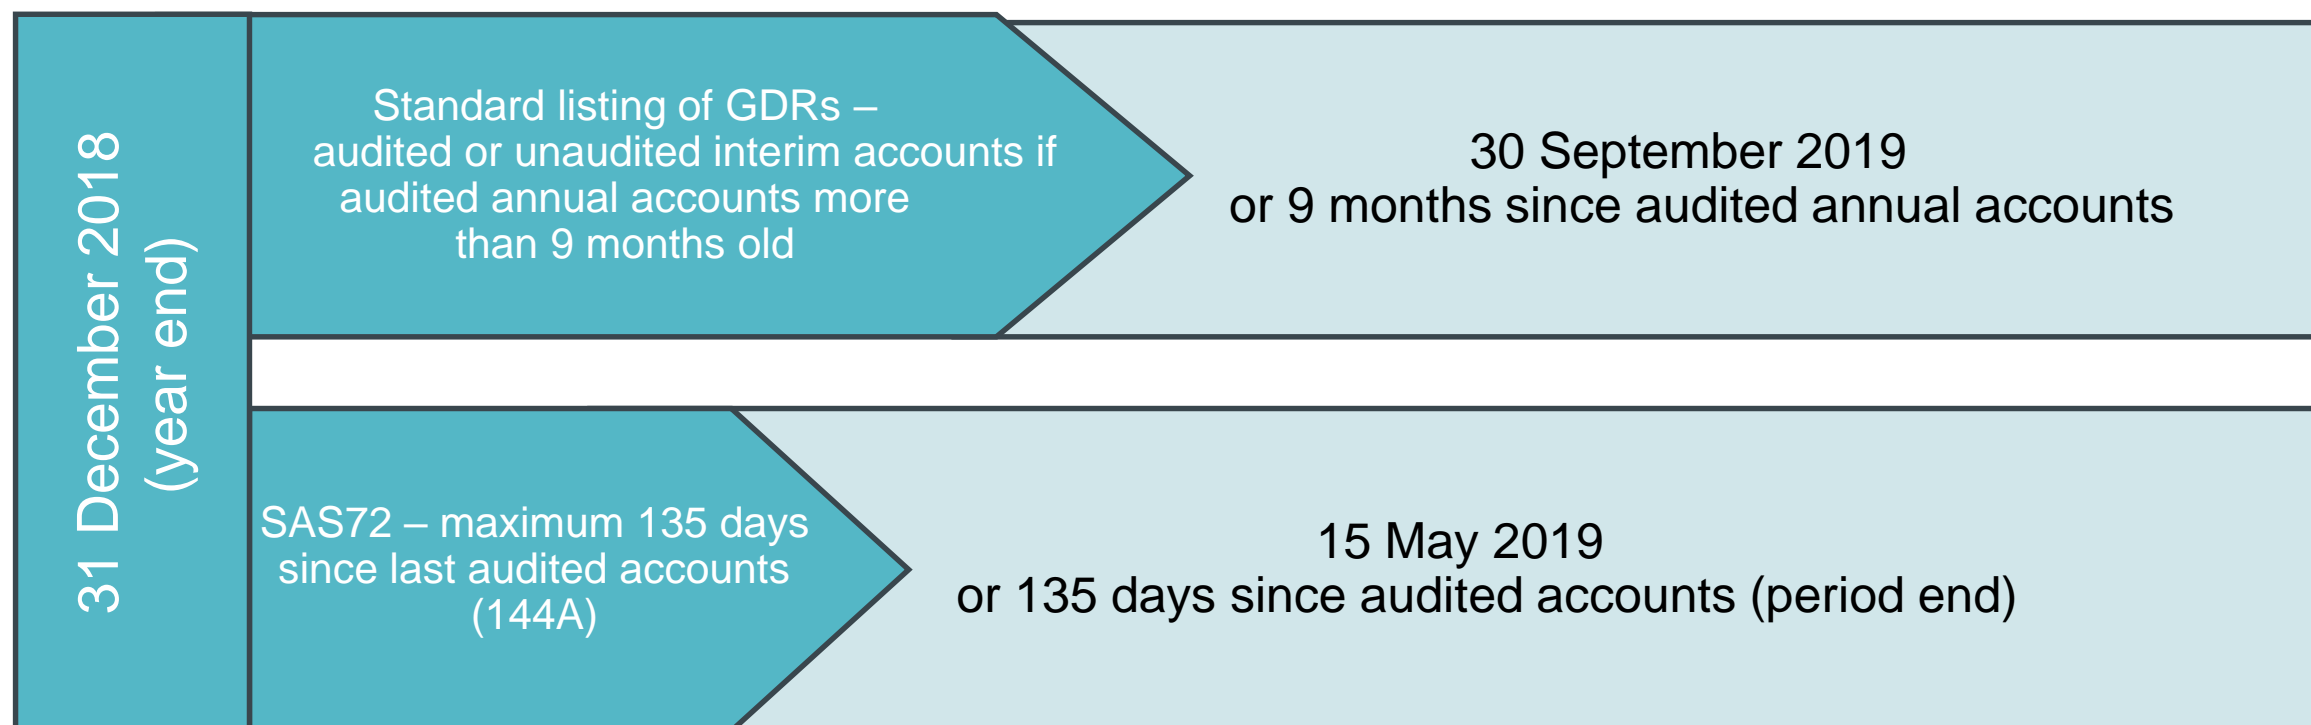 31 December 2018
(year end)
Standard listing of GDRs –
audited or unaudited interim accounts if
audited annual accounts more
than 9 months old
30 September 2019
or 9 months since audited annual accounts
SAS72 – maximum 135 days
since last audited accounts
(144A)
15 May 2019
or 135 days since audited accounts (period end)